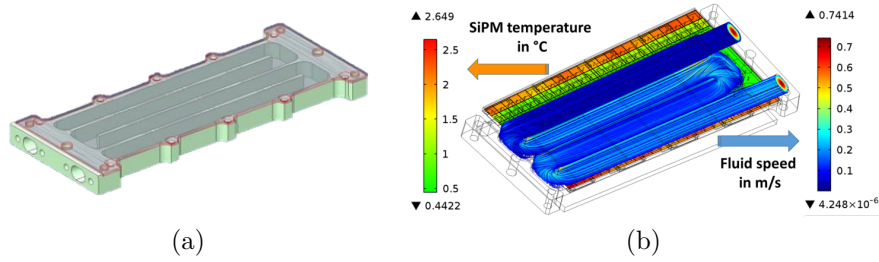 ▲ 2.649
2.5
2
1.5
1
0.5
▼ 0.4422
SiPM temperature
in °C
Fluid speed
in m/s
▲ 0.7414
0.7
0.6
0.5
0.4
0.3
0.2
0.1
▼ 4.248×10⁻⁶
(a)
(b)